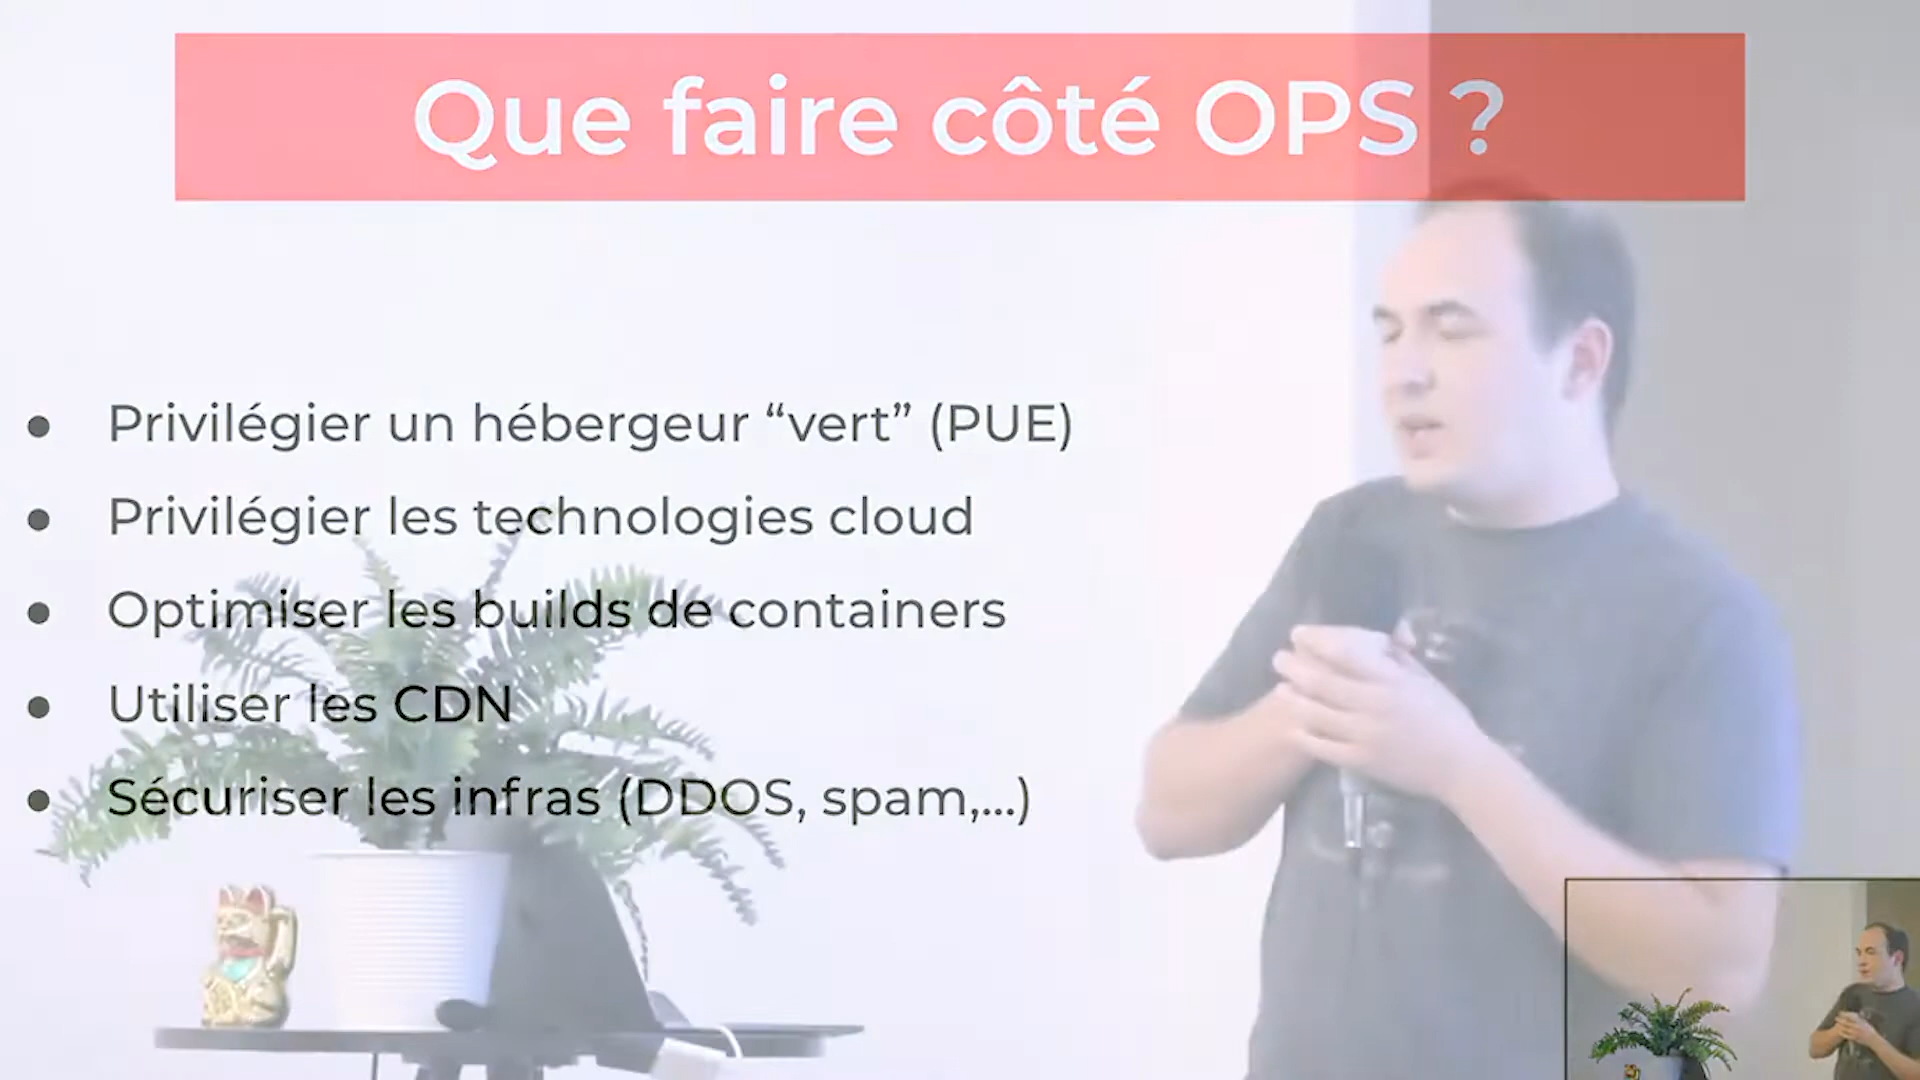 Que faire côté OPS ?
● Privilégier un hébergeur “vert” (PUE)
● Privilégier les technologies cloud
● Optimiser les builds de containers
● Utiliser les CDN
● Sécuriser les infras (DDOS, spam,...)